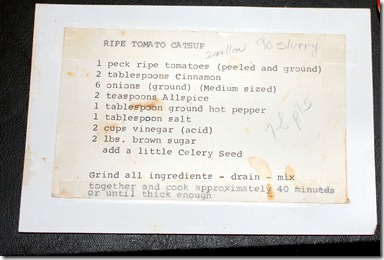 RIPE TOMATO CATSUP
1 peck ripe tomatoes (peeled and ground)
2 tablespoons Cinnamon
6 onions (ground) (Medium sized)
2 teaspoons Allspice
1 tablespoon ground hot pepper
1 tablespoon salt
2 cups vinegar (acid)
2 lbs. brown sugar
add a little Celery Seed
Grind all ingredients - drain - mix
together and cook approximately 40 minutes
or until thick enough